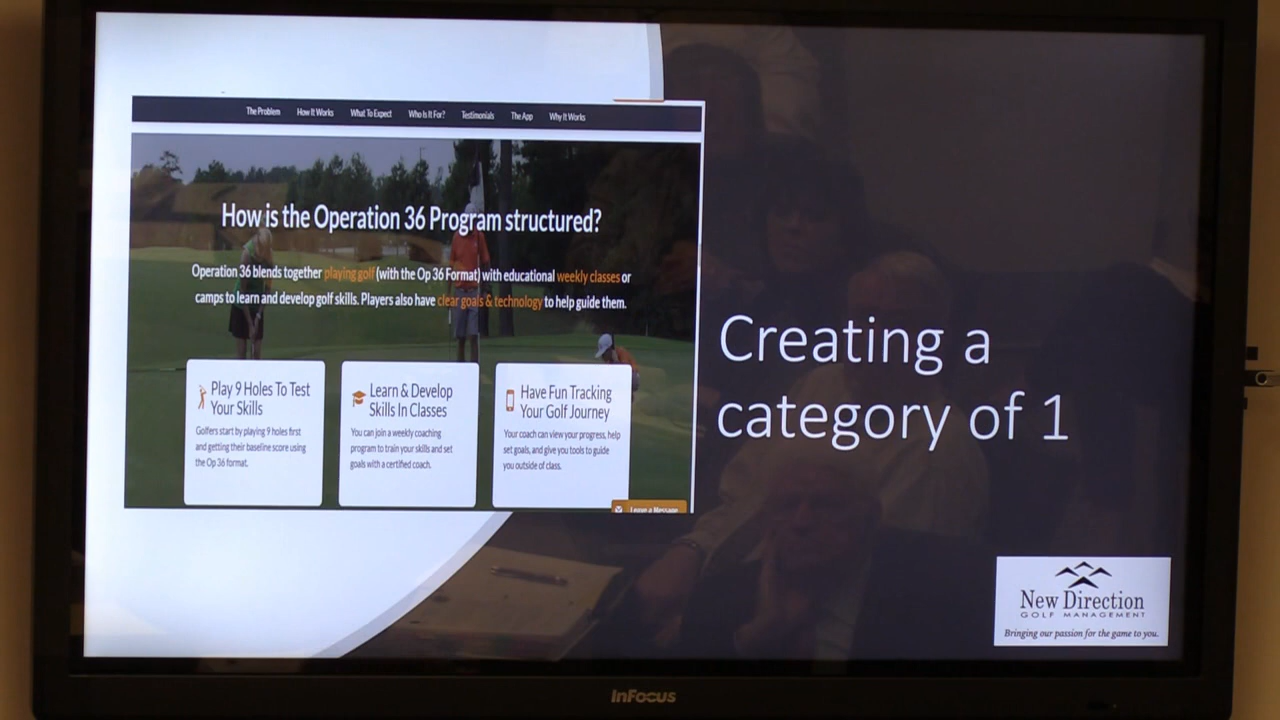 The Problem How It Works What To Expect Who Is It For? Testimonials The App Why It Works
How is the Operation 36 Program structured?
Operation 36 blends together playing golf (with the Op 36 Format) with educational weekly classes or
camps to learn and develop golf skills. Players also have clear goals & technology to help guide them.
Play 9 Holes To Test
Your Skills
Golfers start by playing 9 holes first
and getting their baseline score using
the Op 36 format.
Learn & Develop
Skills In Classes
You can join a weekly coaching
program to train your skills and set
goals with a certified coach.
Have Fun Tracking
Your Golf Journey
Your coach can view your progress, help
set goals, and give you tools to guide
you outside of class.
Leave a Message
Creating a
category of 1
New Direction
GOLF MANAGEMENT
Bringing our passion for the game to you.
InFocus